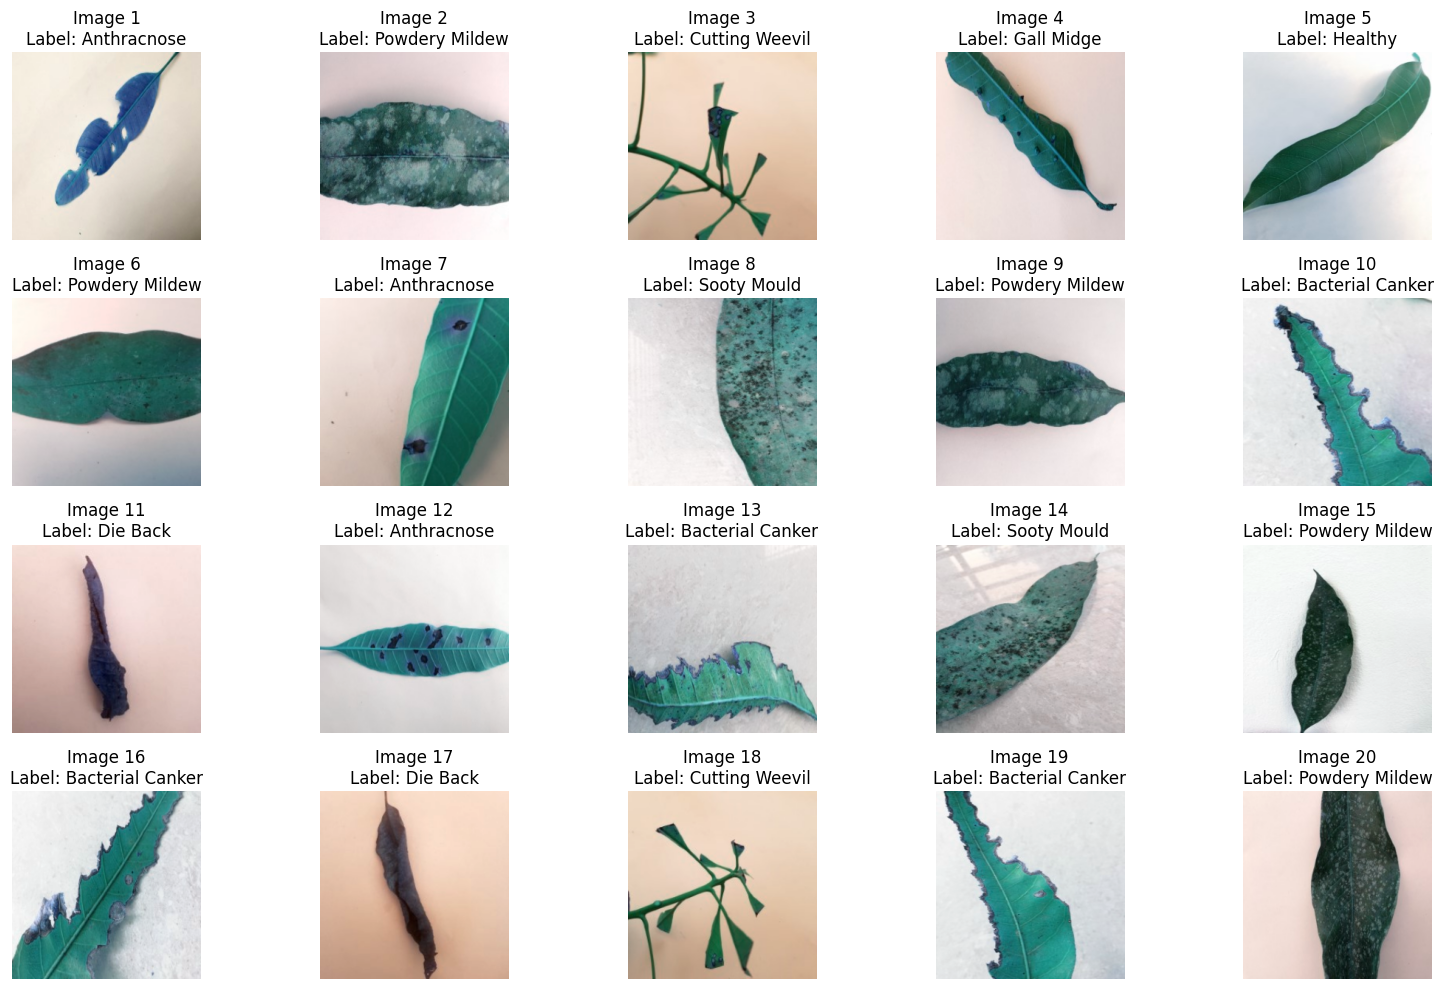 Image 1
Label: Anthracnose
Image 2
Label: Powdery Mildew
Image 3
Label: Cutting Weevil
Image 4
Label: Gall Midge
Image 5
Label: Healthy
Image 6
Label: Powdery Mildew
Image 7
Label: Anthracnose
Image 8
Label: Sooty Mould
Image 9
Label: Powdery Mildew
Image 10
Label: Bacterial Canker
Image 11
Label: Die Back
Image 12
Label: Anthracnose
Image 13
Label: Bacterial Canker
Image 14
Label: Sooty Mould
Image 15
Label: Powdery Mildew
Image 16
Label: Bacterial Canker
Image 17
Label: Die Back
Image 18
Label: Cutting Weevil
Image 19
Label: Bacterial Canker
Image 20
Label: Powdery Mildew